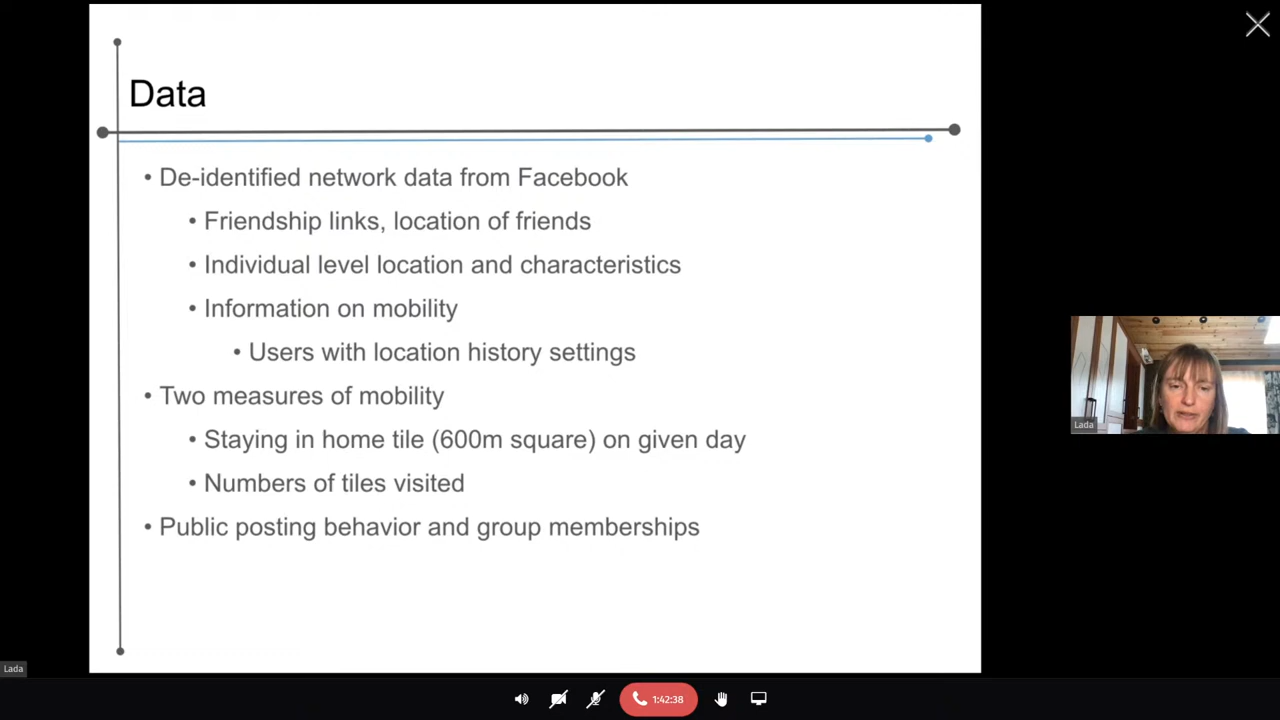 Data
• De-identified network data from Facebook
• Friendship links, location of friends
• Individual level location and characteristics
• Information on mobility
• Users with location history settings
• Two measures of mobility
• Staying in home tile (600m square) on given day
• Numbers of tiles visited
• Public posting behavior and group memberships
Lada
Lada
1:42:38